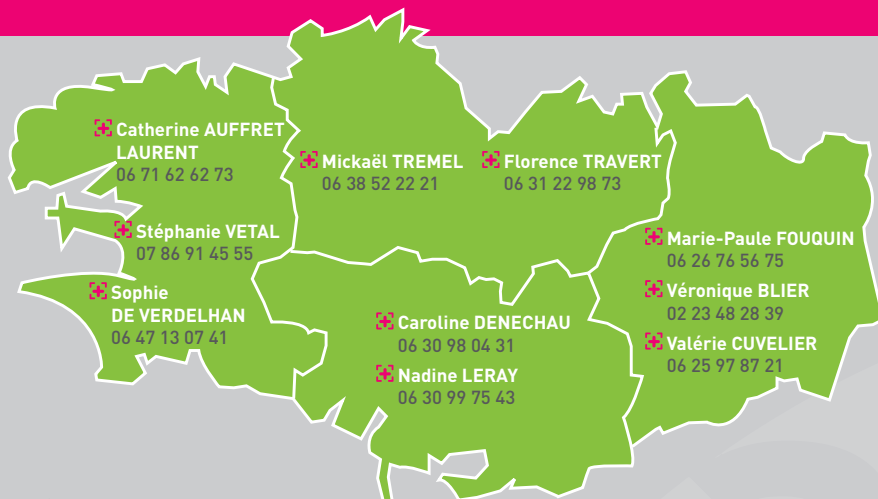 Catherine AUFFRET
LAURENT
06 71 62 62 73
Stéphanie VETAL
07 86 91 45 55
Sophie
DE VERDELHAN
06 47 13 07 41
Mickaël TREMEL
06 38 52 22 21
Florence TRAVERT
06 31 22 98 73
Caroline DENECHAU
06 30 98 04 31
Nadine LERAY
06 30 99 75 43
Marie-Paule FOUQUIN
06 26 76 56 75
Véronique BLIER
02 23 48 28 39
Valérie CUVELIER
06 25 97 87 21